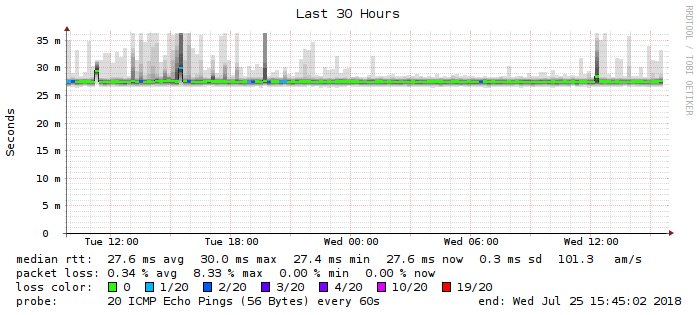 Last 30 Hours
RRDTOOL / TOBI OETIKER
Seconds
35 m
30 m
25 m
20 m
15 m
10 m
5 m
0
Tue 12:00 Tue 18:00 Wed 00:00 Wed 06:00 Wed 12:00
median rtt: 27.6 ms avg 30.0 ms max 27.4 ms min 27.6 ms now 0.3 ms sd 101.3 am/s
packet loss: 0.34 % avg 8.33 % max 0.00 % min 0.00 % now
loss color: 0 1/20 2/20 3/20 4/20 10/20 19/20
probe: 20 ICMP Echo Pings (56 Bytes) every 60s end: Wed Jul 25 15:45:02 2018